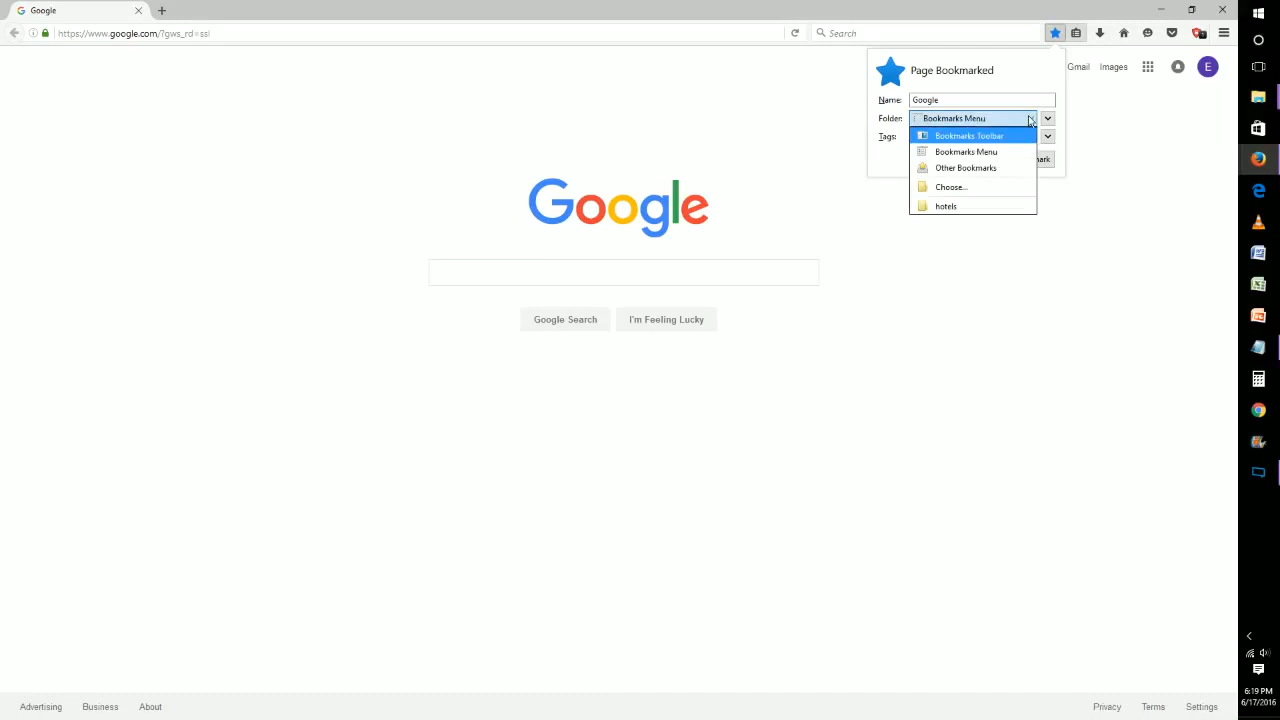 Google
https://www.google.com/?gws_rd=ssl
Search
Page Bookmarked
Gmail
Images
E
Name:
Google
Folder:
Bookmarks Menu
Tags:
Bookmarks Toolbar
Bookmarks Menu
Other Bookmarks
Choose...
hotels
ark
Google
Google Search
I'm Feeling Lucky
6:19 PM
6/17/2016
Advertising
Business
About
Privacy
Terms
Settings